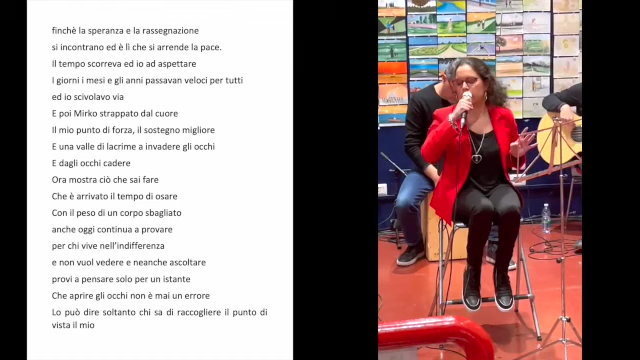 finchè la speranza e la rassegnazione
si incontrano ed è lì che si arrende la pace.
Il tempo scorreva ed io ad aspettare
I giorni i mesi e gli anni passavan veloci per tutti
ed io scivolavo via
E poi Mirko strappato dal cuore
Il mio punto di forza, il sostegno migliore
E una valle di lacrime a invadere gli occhi
E dagli occhi cadere
Ora mostra ciò che sai fare
Che è arrivato il tempo di osare
Con il peso di un corpo sbagliato
anche oggi continua a provare
per chi vive nell'indifferenza
e non vuol vedere e neanche ascoltare
provi a pensare solo per un istante
Che aprire gli occhi non è mai un errore
Lo può dire soltanto chi sa di raccogliere il punto di
vista il mio